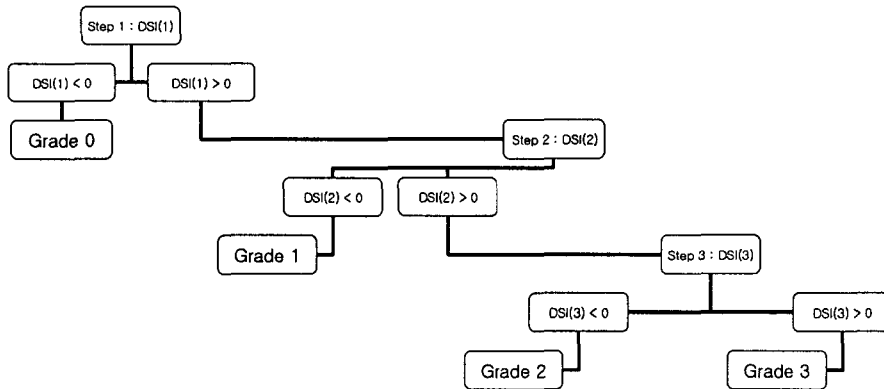 Step 1 : DSI(1)
DSI(1) < 0
DSI(1) > 0
Grade 0
Step 2 : DSI(2)
DSI(2) < 0
DSI(2) > 0
Grade 1
Step 3 : DSI(3)
DSI(3) < 0
DSI(3) > 0
Grade 2
Grade 3